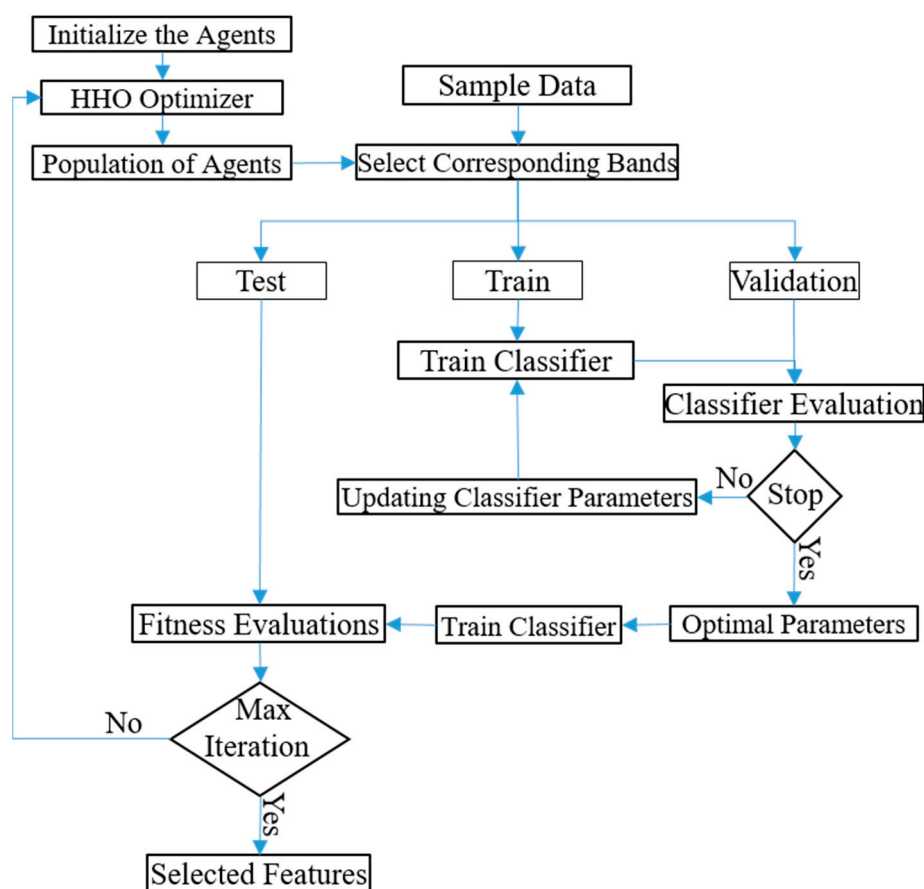 Initialize the Agents
HHO Optimizer
Sample Data
Population of Agents
Select Corresponding Bands
Test
Train
Validation
Train Classifier
Classifier Evaluation
No
Stop
Updating Classifier Parameters
Yes
Fitness Evaluations
Train Classifier
Optimal Parameters
No
Max
Iteration
Yes
Selected Features